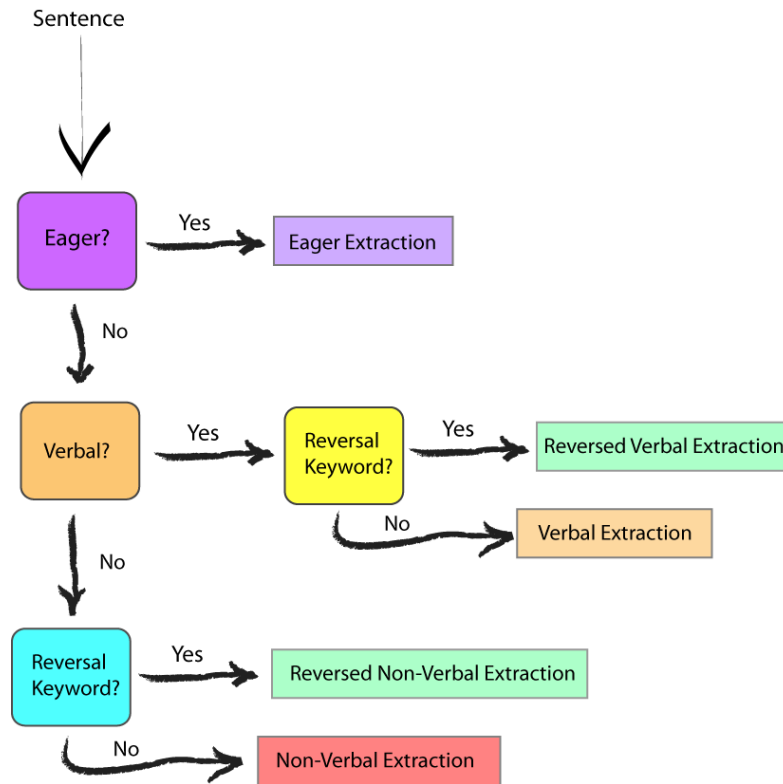 Sentence
Yes
Eager?
Eager Extraction
No
Yes
Verbal?
Reversal
Keyword?
Yes
Reversed Verbal Extraction
No
Verbal Extraction
No
Reversal
Keyword?
Yes
Reversed Non-Verbal Extraction
No
Non-Verbal Extraction